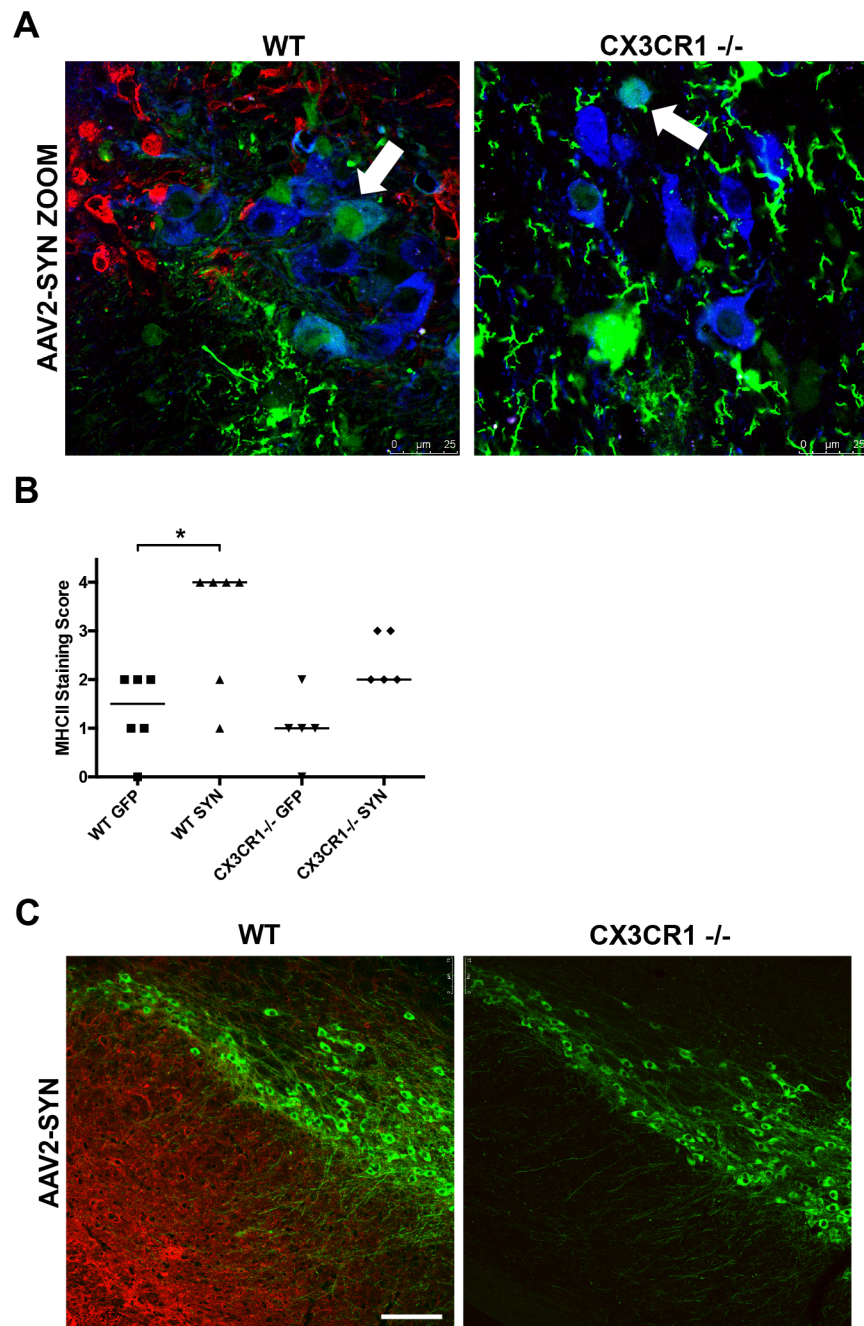 A
WT
CX3CR1 -/-
AAV2-SYN ZOOM
0 µm 25
0 µm 25
B
*
MHCII Staining Score
4
3
2
1
0
WT GFP
WT SYN
CX3CR1-/- GFP
CX3CR1-/- SYN
C
WT
CX3CR1 -/-
AAV2-SYN